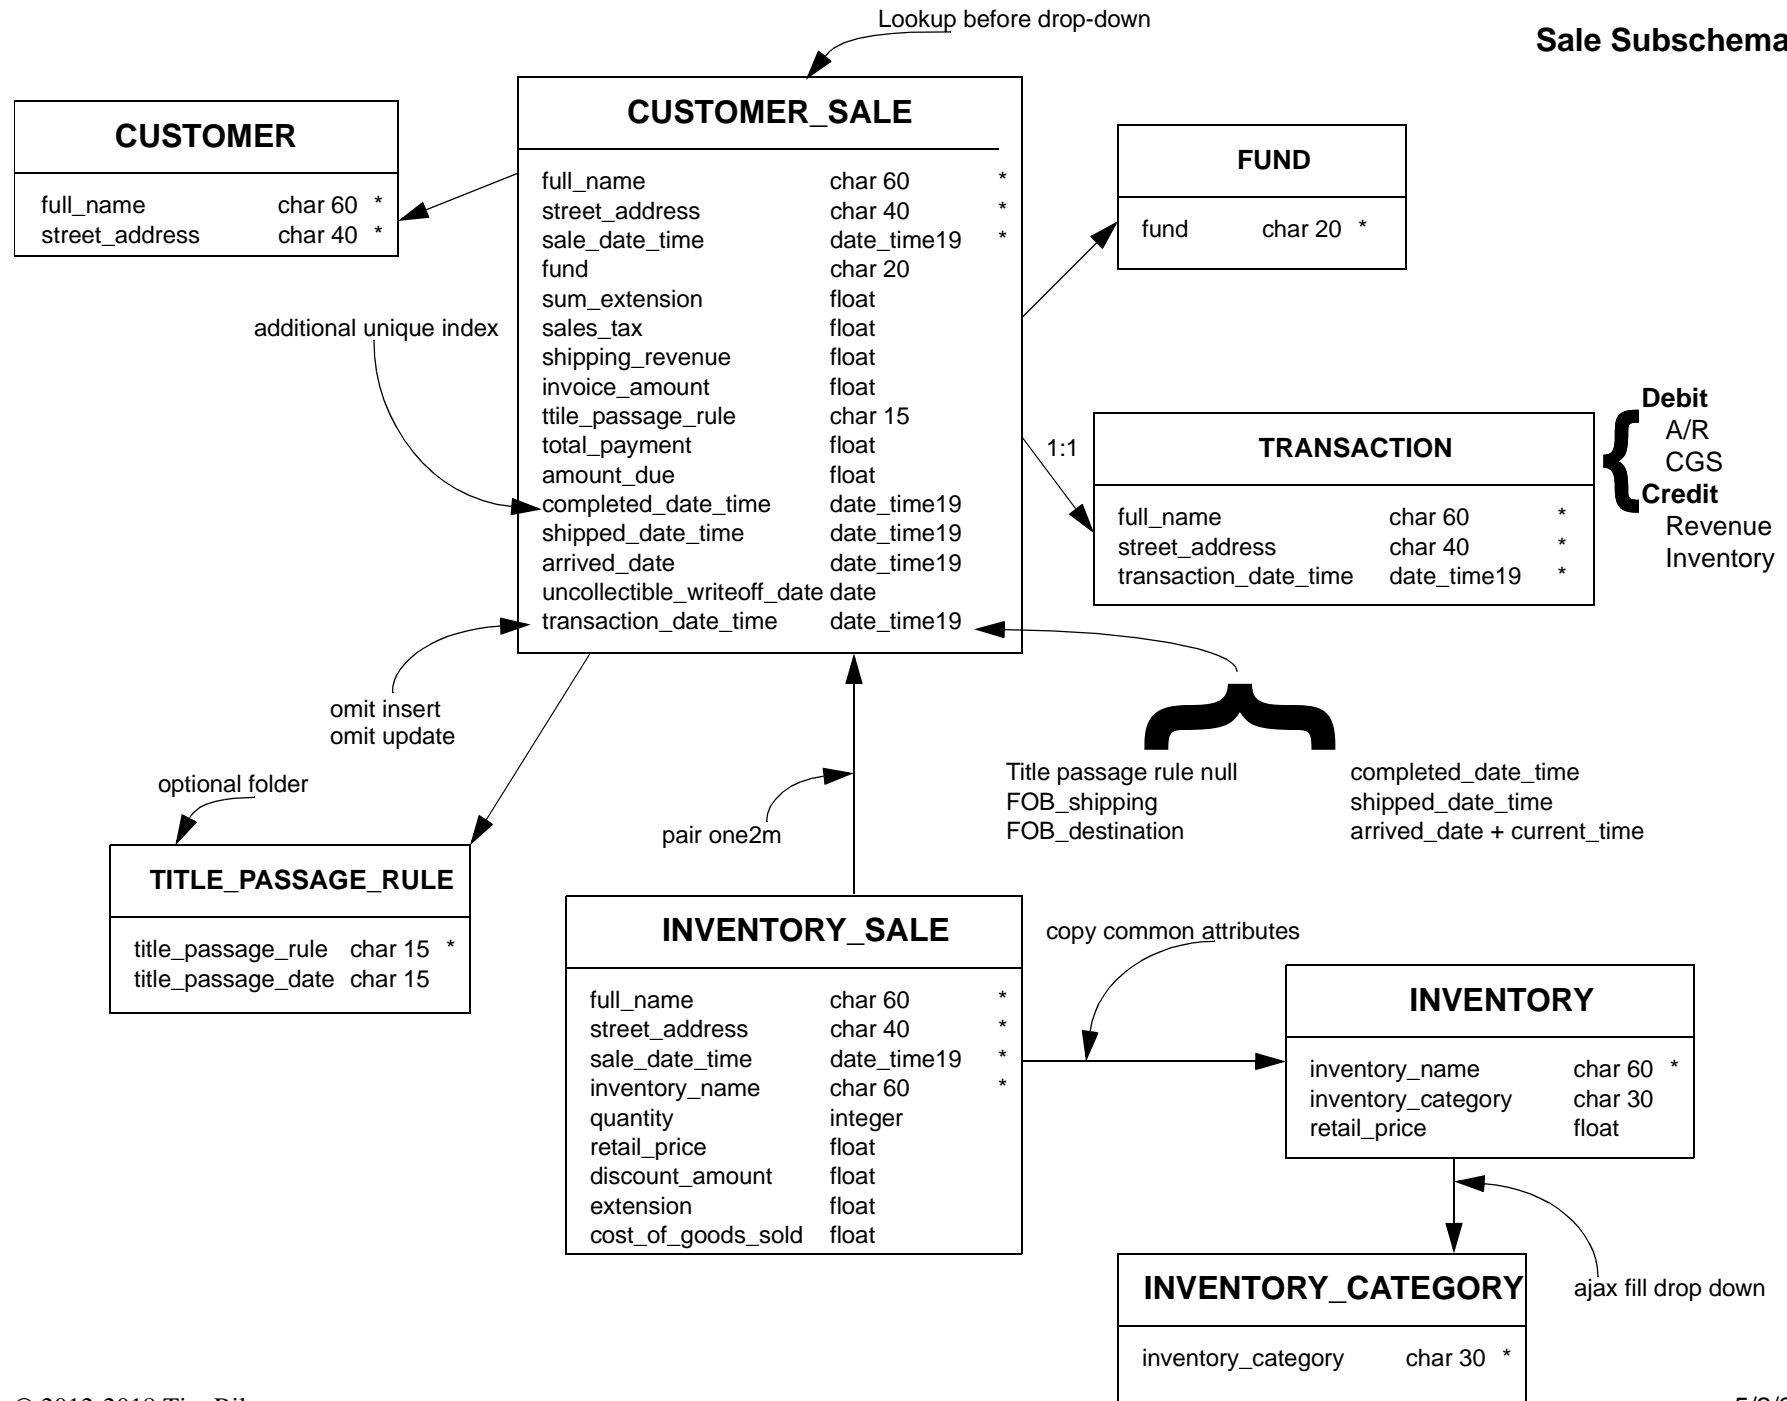 Lookup before drop-down
Sale Subschema
CUSTOMER_SALE
full_name char 60 *
street_address char 40 *
sale_date_time date_time19 *
fund char 20
sum_extension float
sales_tax float
shipping_revenue float
invoice_amount float
ttile_passage_rule char 15
total_payment float
amount_due float
completed_date_time date_time19
shipped_date_time date_time19
arrived_date date_time19
uncollectible_writeoff_date date
transaction_date_time date_time19
CUSTOMER
full_name char 60 *
street_address char 40 *
FUND
fund char 20 *
additional unique index
1:1
TRANSACTION
full_name char 60 *
street_address char 40 *
transaction_date_time date_time19 *
Debit
A/R
CGS
Credit
Revenue
Inventory
omit insert
omit update
optional folder
pair one2m
Title passage rule null completed_date_time
FOB_shipping shipped_date_time
FOB_destination arrived_date + current_time
TITLE_PASSAGE_RULE
title_passage_rule char 15 *
title_passage_date char 15
INVENTORY_SALE
full_name char 60 *
street_address char 40 *
sale_date_time date_time19 *
inventory_name char 60 *
quantity integer
retail_price float
discount_amount float
extension float
cost_of_goods_sold float
copy common attributes
INVENTORY
inventory_name char 60 *
inventory_category char 30
retail_price float
INVENTORY_CATEGORY
inventory_category char 30 *
ajax fill drop down